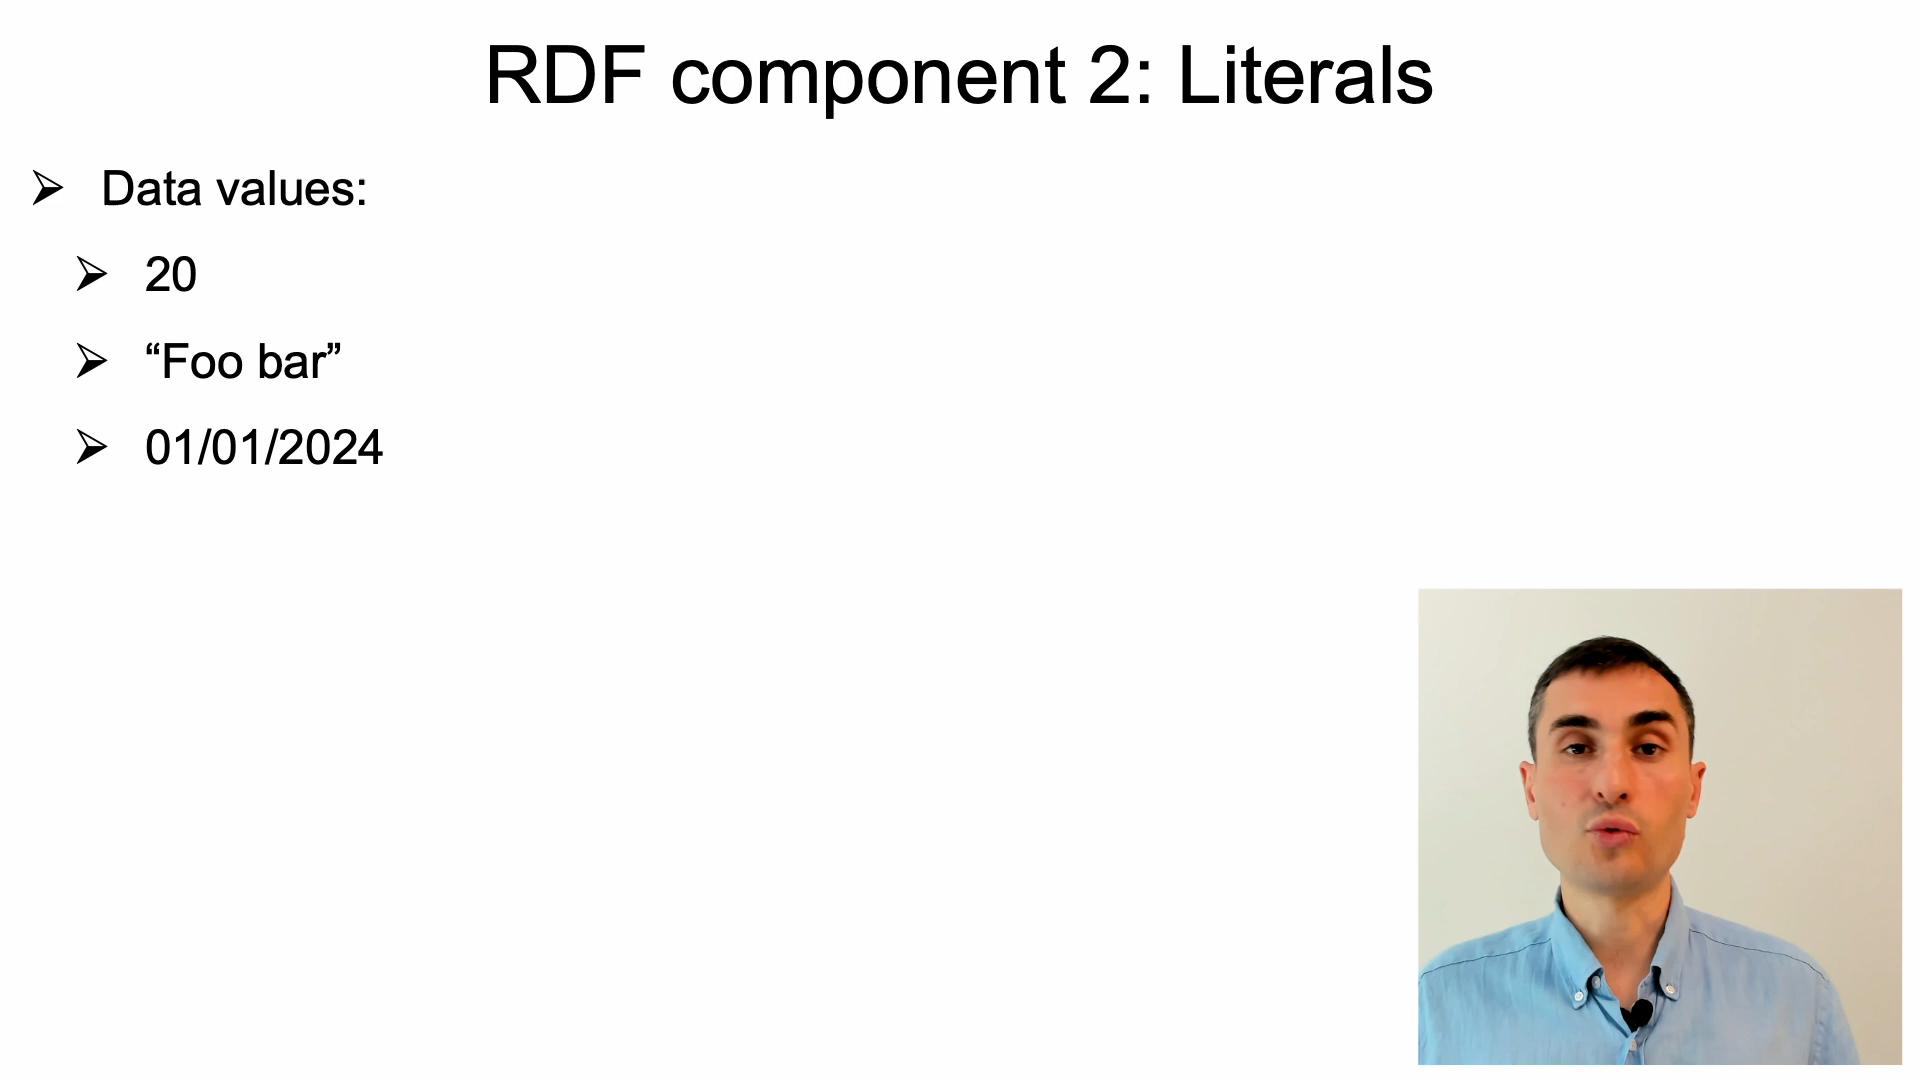 RDF component 2: Literals
➢ Data values:
➢ 20
➢ “Foo bar”
➢ 01/01/2024